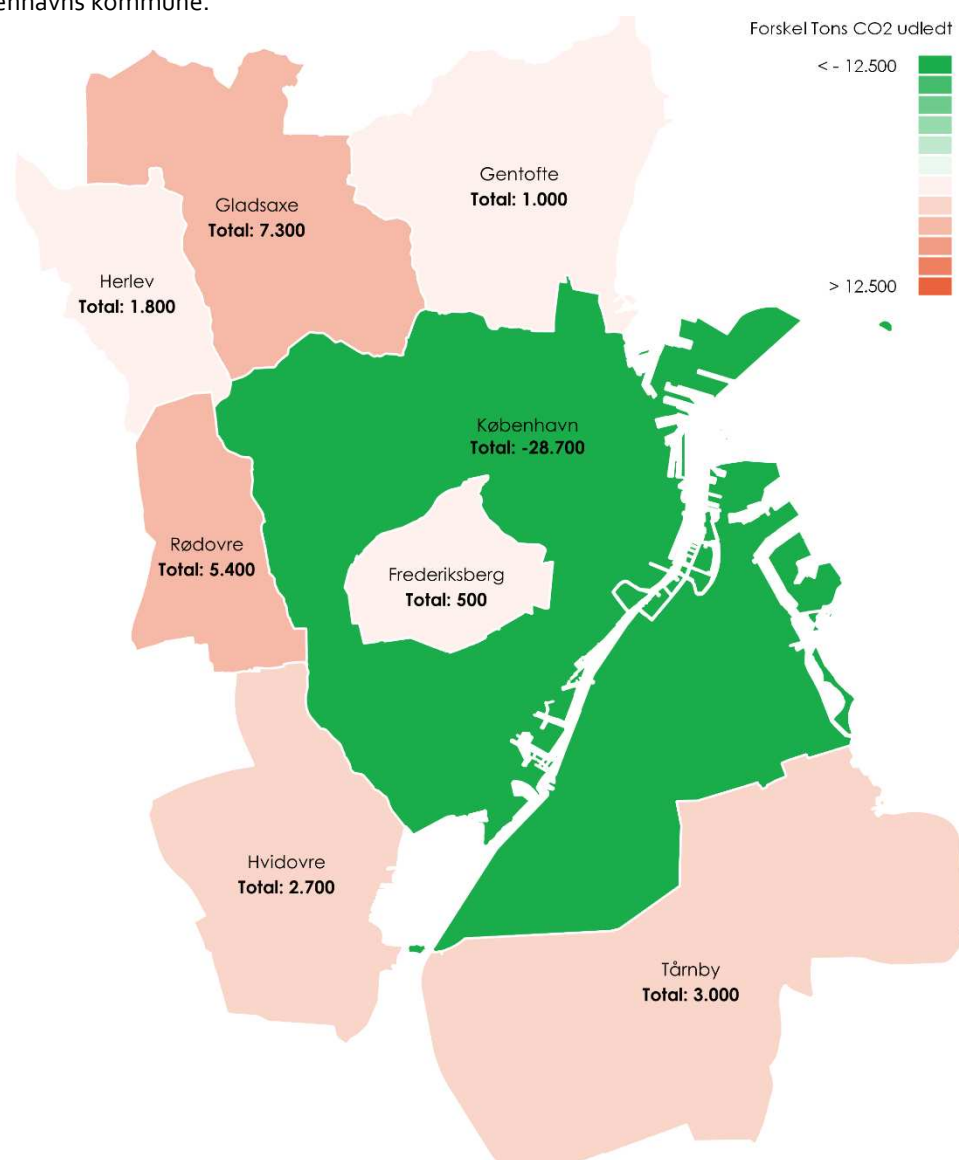 enhavns kommune.
Forskel Tons CO2 udledt
< - 12.500
> 12.500
Gentofte
Total: 1.000
Gladsaxe
Total: 7.300
Herlev
Total: 1.800
København
Total: -28.700
Rødovre
Total: 5.400
Frederiksberg
Total: 500
Hvidovre
Total: 2.700
Tårnby
Total: 3.000